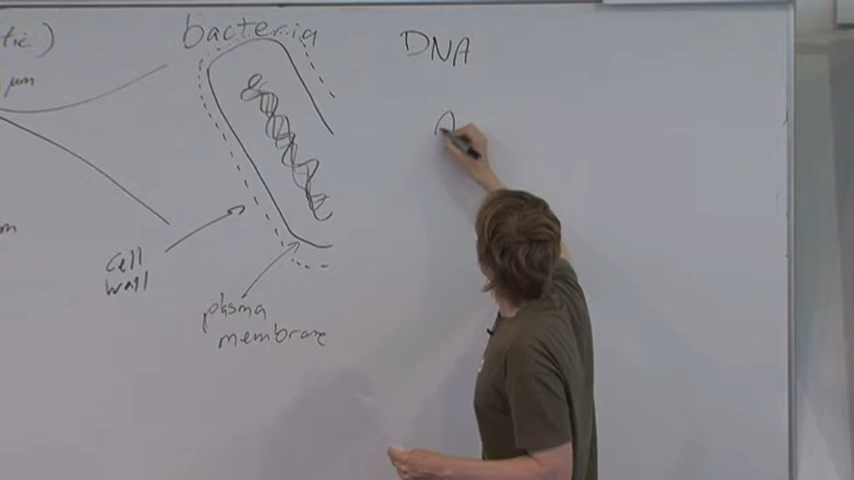 tic)
μm
m
bacteria
cell
wall
plasma
membrane
DNA